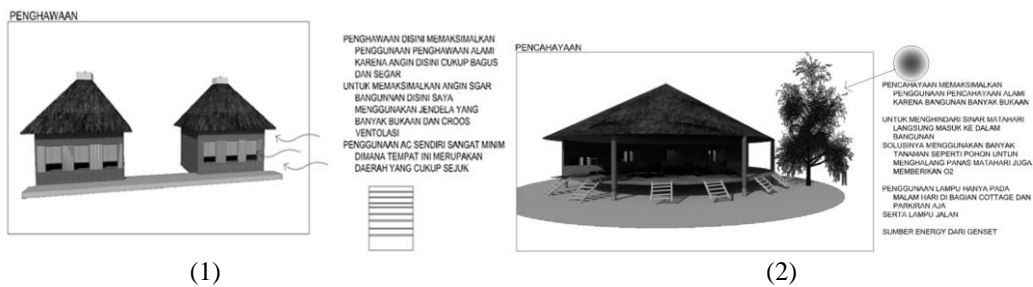 PENGHAWAAN
PENGHAWAAN DISINI MEMAKSIMALKAN
PENGGUNAAN PENGHAWAAN ALAMI
KARENA ANGIN DISINI CUKUP BAGUS
DAN SEGAR
UNTUK MEMAKSIMALKAN ANGIN SGAR
BANGUNNAN DISINI SAYA
MENGGUNAKAN JENDELA YANG
BANYAK BUKAAN DAN CROOS
VENTOLASI
PENGGUNAAN AC SENDIRI SANGAT MINIM
DIMANA TEMPAT INI MERUPAKAN
DAERAH YANG CUKUP SEJUK
(1)
PENCAHAYAAN
PENCAHAYAAN MEMAKSIMALKAN
PENGGUNAAN PENCAHAYAAN ALAMI
KARENA BANGUNAN BANYAK BUKAAN
UNTUK MENGHINDARI SINAR MATAHARI
LANGSUNG MASUK KE DALAM
BANGUNAN
SOLUSINYA MENGGUNAKAN BANYAK
TANAMAN SEPERTI POHON UNTUN
MENGHALANG PANAS MATAHARI JUGA
MEMBERIKAN O2
PENGGUNAAN LAMPU HANYA PADA
MALAM HARI DI BAGIAN COTTAGE DAN
PARKIRAN AJA
SERTA LAMPU JALAN
SUMBER ENERGY DARI GENSET
(2)